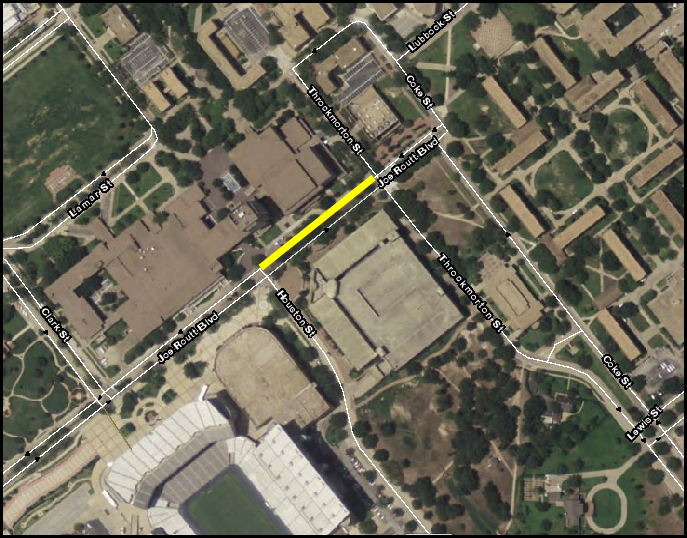 Lubbock St
Coke St
Throckmorton St
Joe Routt Blvd
Lamar St
Throckmorton St
Houston St
Clark St
Joe Routt Blvd
Coke St
Lewis St